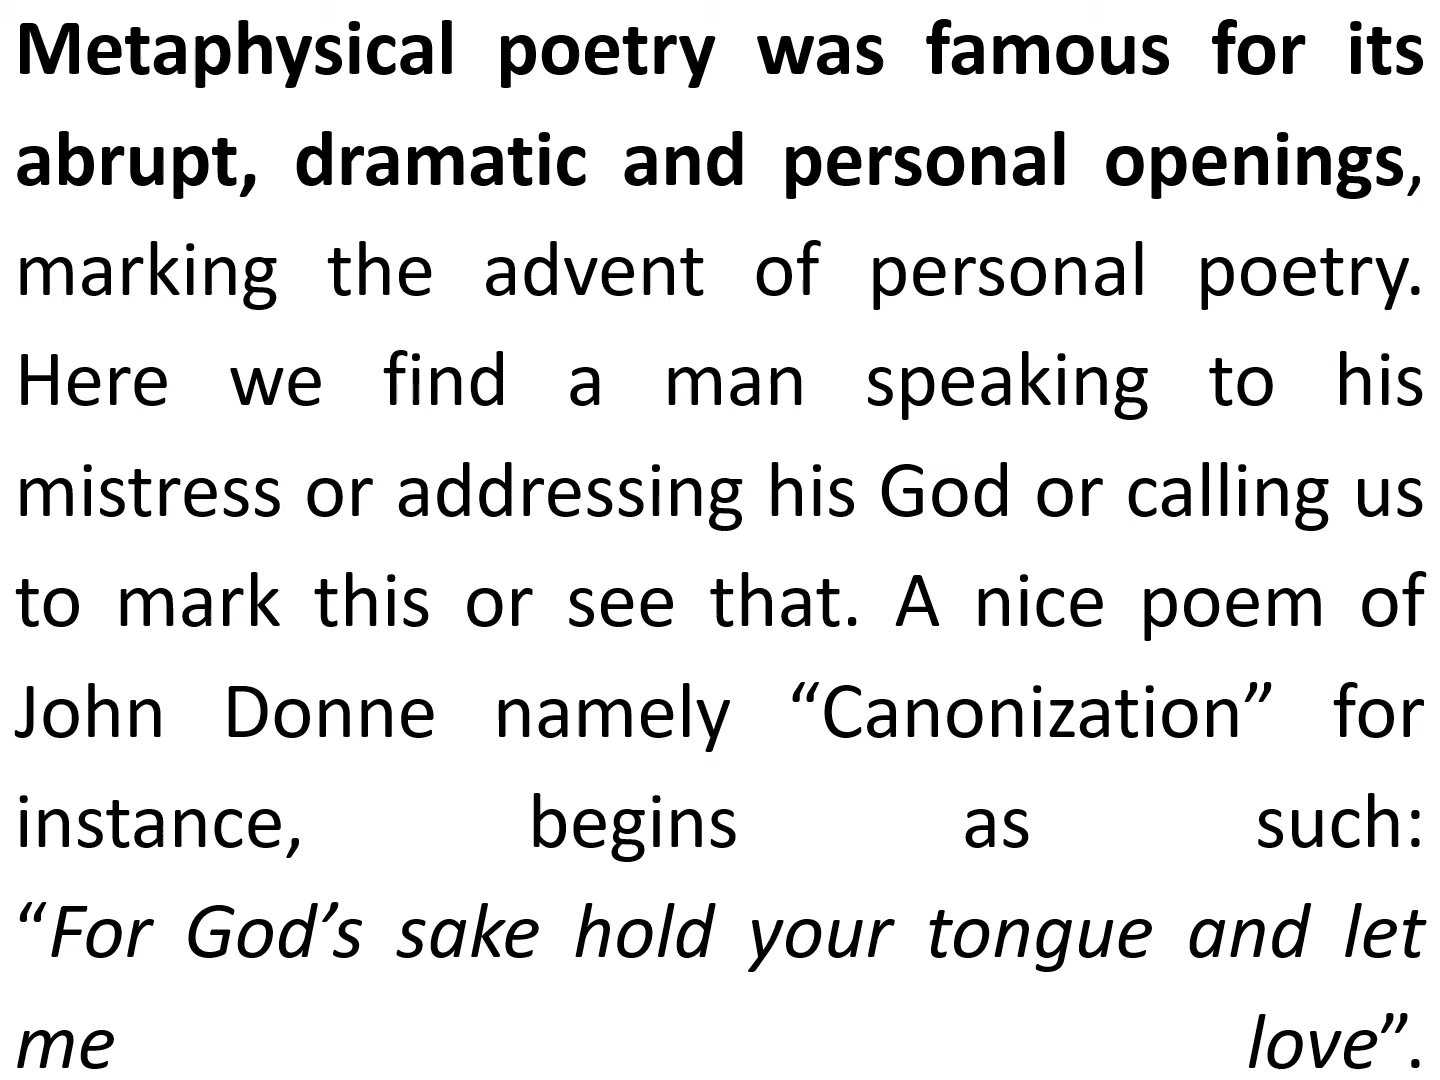 Metaphysical poetry was famous for its
abrupt, dramatic and personal openings,
marking the advent of personal poetry.
Here we find a man speaking to his
mistress or addressing his God or calling us
to mark this or see that. A nice poem of
John Donne namely “Canonization” for
instance, begins as such:
“For God’s sake hold your tongue and let
me love”.